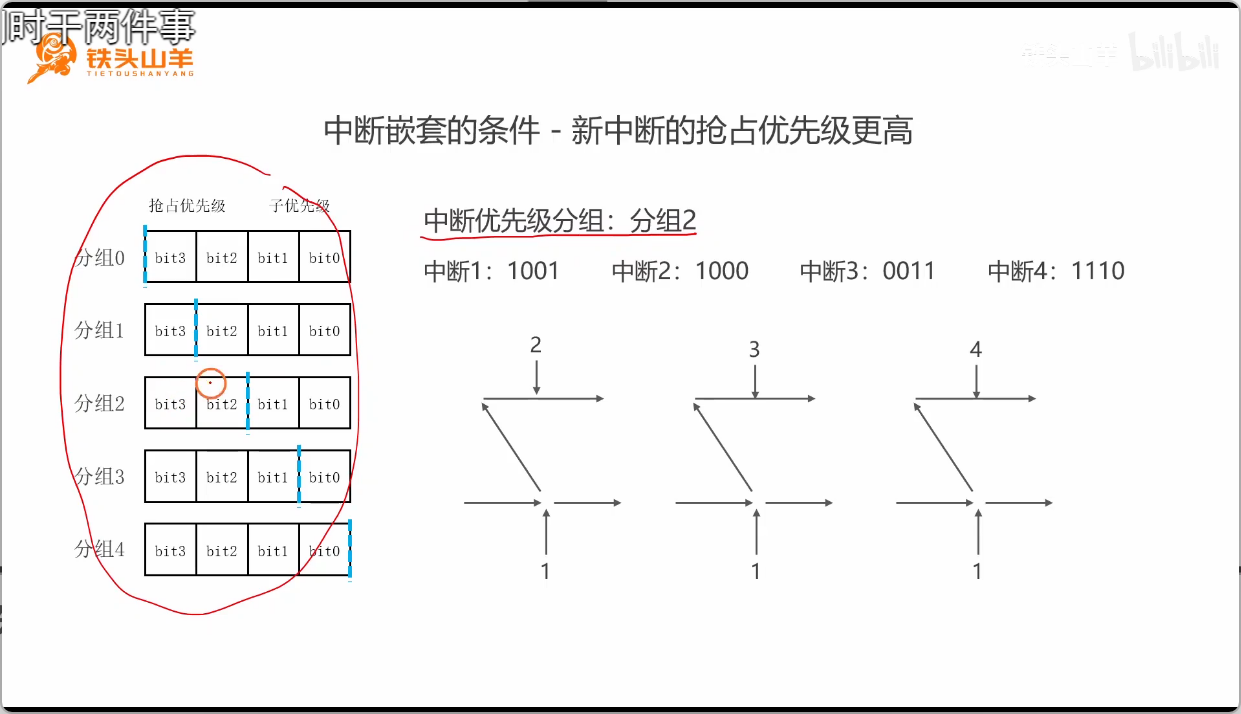 时干两件事
铁头山羊
TIETOUSHANYANG
bilibili
中断嵌套的条件 - 新中断的抢占优先级更高
抢占优先级 子优先级
中断优先级分组：分组2
分组0 bit3 bit2 bit1 bit0
中断1：1001 中断2：1000 中断3：0011 中断4：1110
分组1 bit3 bit2 bit1 bit0
2 3 4
分组2 bit3 bit2 bit1 bit0
分组3 bit3 bit2 bit1 bit0
分组4 bit3 bit2 bit1 bit0
1 1 1